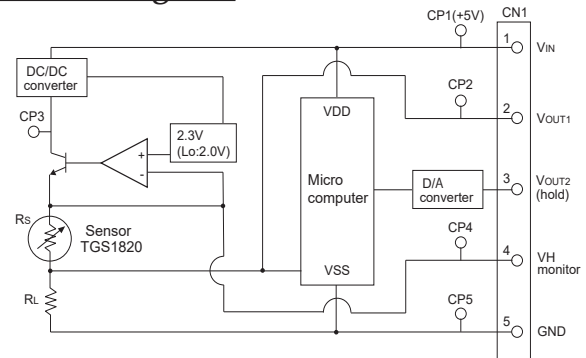 CP1(+5V)
CN1
1
VIN
DC/DC
converter
CP2
CP3
2
VOUT1
VDD
2.3V
(Lo:2.0V)
+
-
Micro
computer
D/A
converter
3
VOUT2
(hold)
RS
Sensor
TGS1820
CP4
4
VH
monitor
VSS
RL
CP5
5
GND